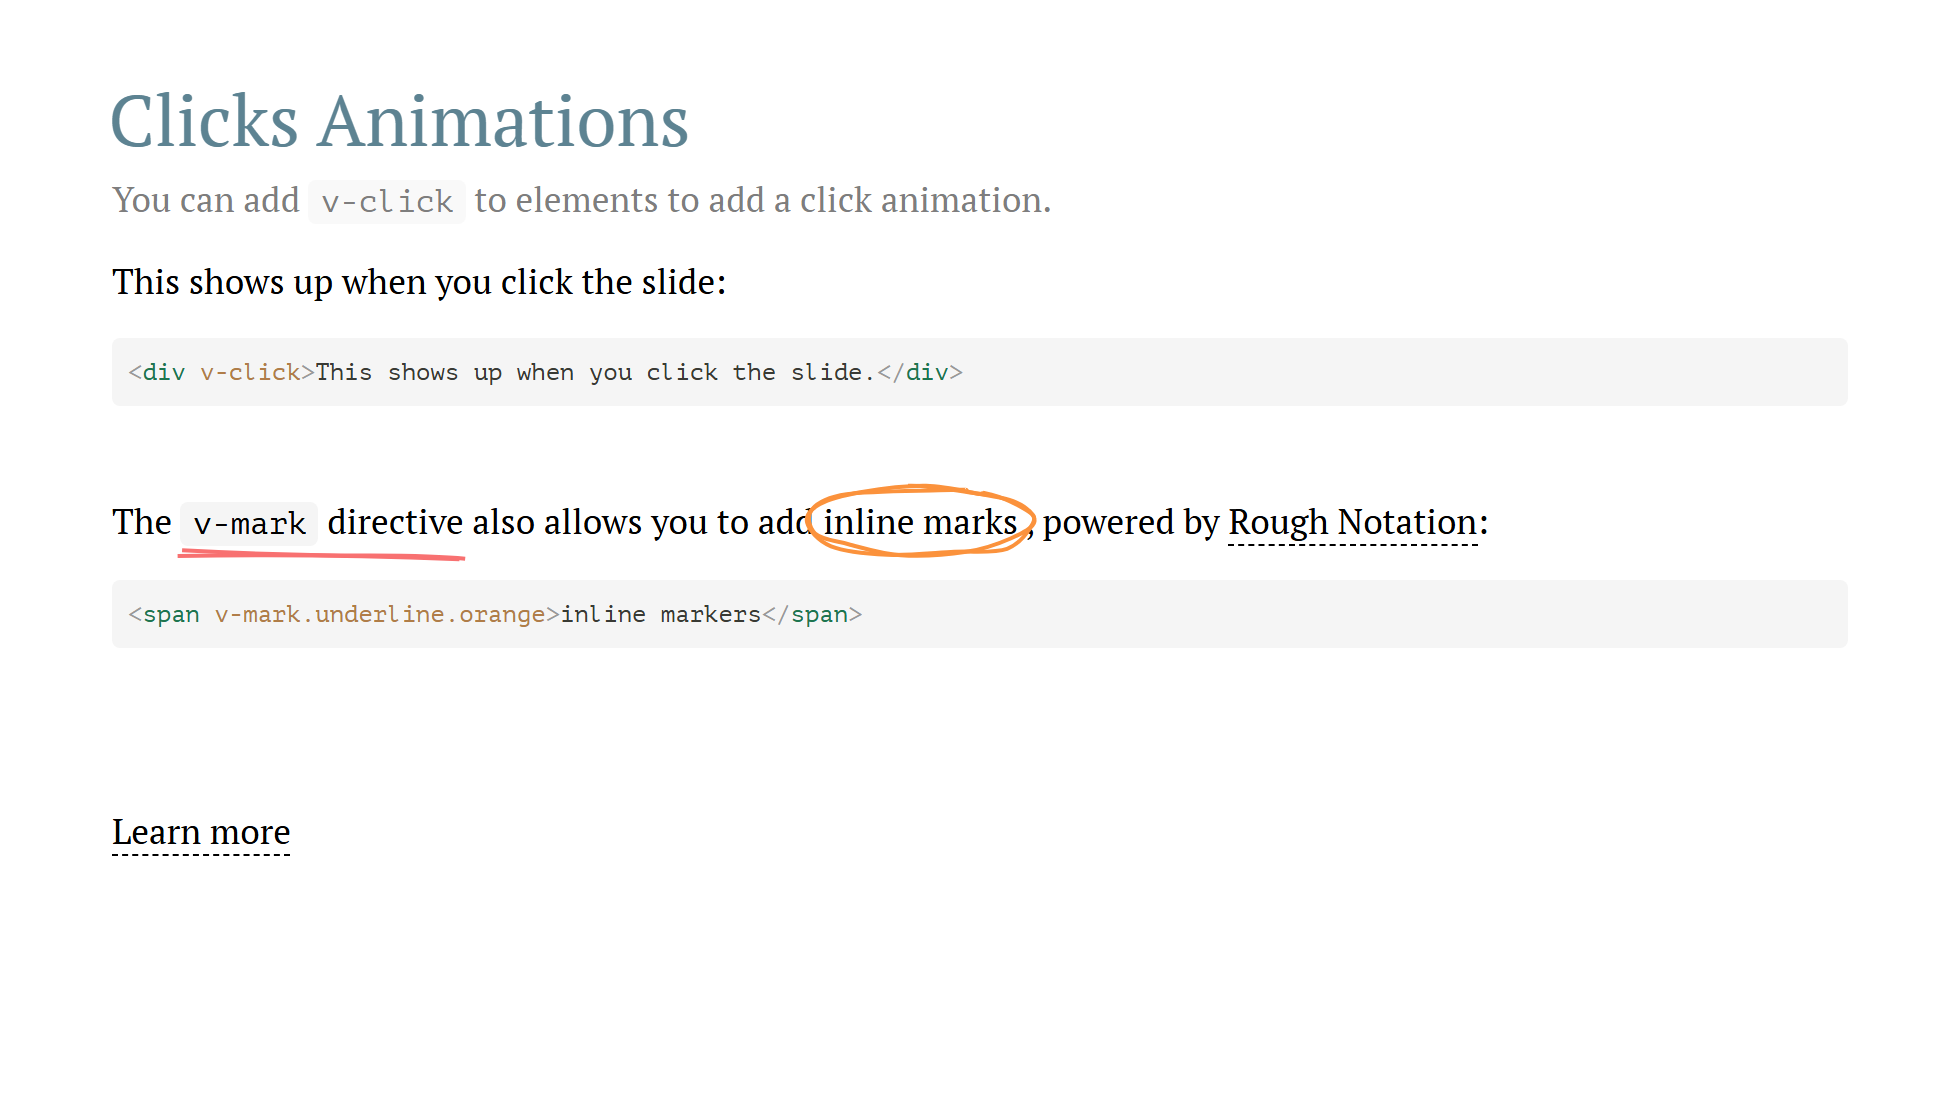 Clicks Animations
You can add v-click to elements to add a click animation.
This shows up when you click the slide:
<div v-click>This shows up when you click the slide.</div>
The v-mark directive also allows you to add inline marks , powered by Rough Notation:
<span v-mark.underline.orange>inline markers</span>
Learn more